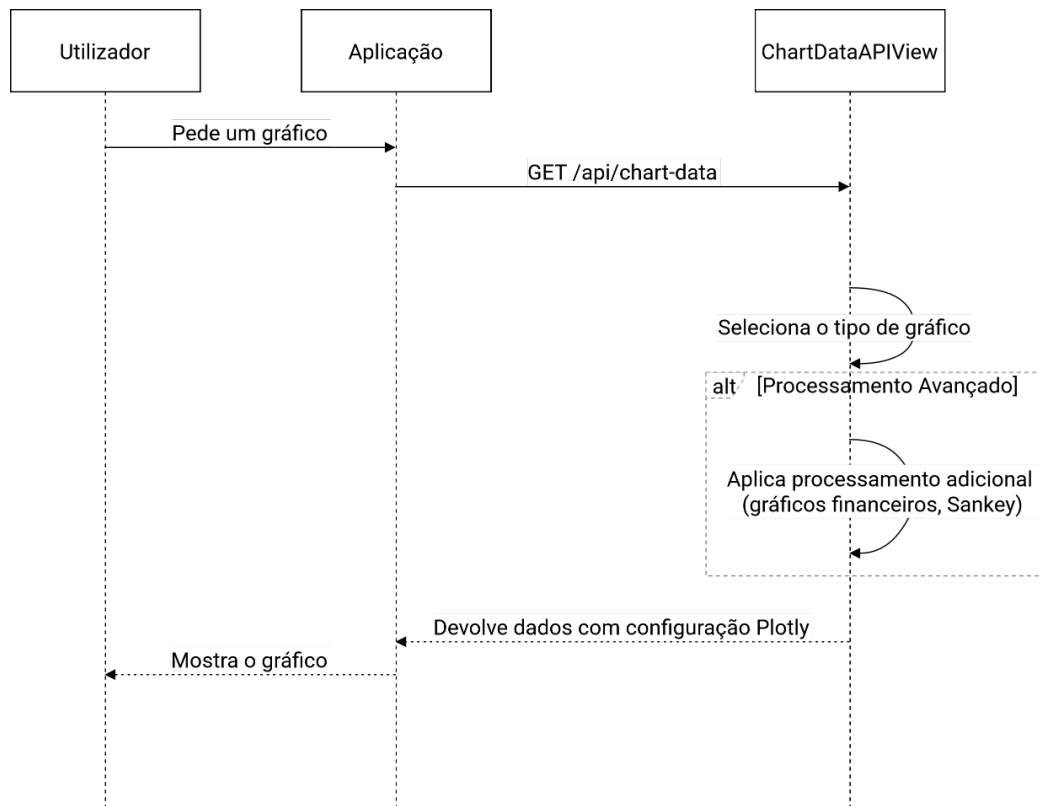 Utilizador
Aplicação
ChartDataAPIView
Pede um gráfico
GET /api/chart-data
Seleciona o tipo de gráfico
alt [Processamento Avançado]
Aplica processamento adicional
(gráficos financeiros, Sankey)
Devolve dados com configuração Plotly
Mostra o gráfico